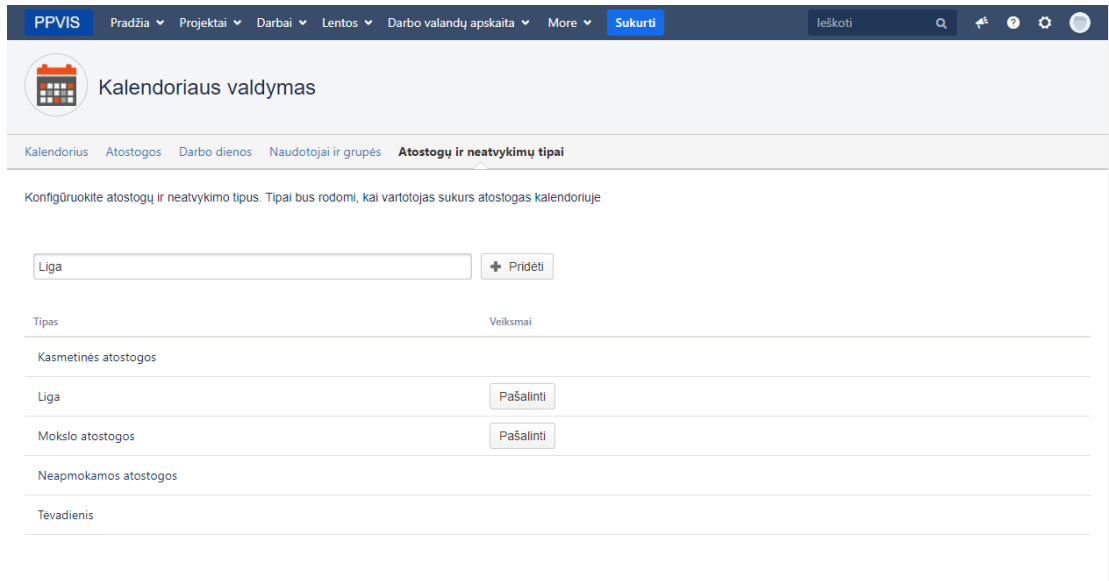 PPVIS Pradžia Projektai Darbai Lentos Darbo valandų apskaita More Sukurti Ieškoti
Kalendoriaus valdymas
Kalendorius Atostogos Darbo dienos Naudotojai ir grupės Atostogų ir neatvykimų tipai
Konfigūruokite atostogų ir neatvykimo tipus. Tipai bus rodomi, kai vartotojas sukurs atostogas kalendoriuje
Liga Pridėti
Tipas Veiksmai
Kasmetinės atostogos
Liga Pašalinti
Mokslo atostogos Pašalinti
Neapmokamos atostogos
Tėvadienis